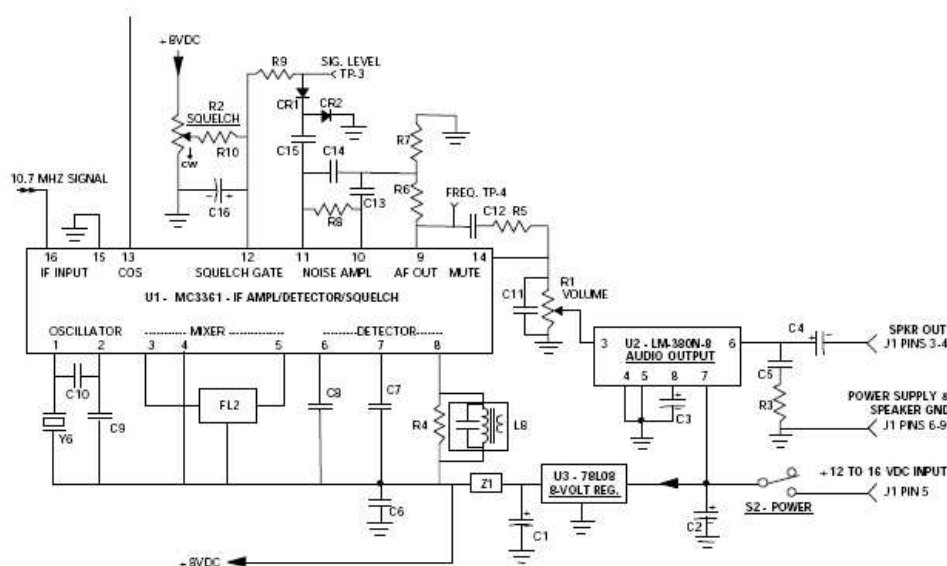 +8VDC
R9
SIG. LEVEL
TP-3
CR1
CR2
R2
SQUELCH
R10
CW
C15
C14
R7
10.7 MHZ SIGNAL
C16
R8
C13
R6
FREQ. TP-4
C12 R5
16 15 13 12 11 10 9 14
IF INPUT COS SQUELCH GATE NOISE AMPL AF OUT MUTE
U1 - MC3361 - IF AMPL/DETECTOR/SQUELCH
C11
R1
VOLUME
OSCILLATOR MIXER DETECTOR
1 2 3 4 5 6 7 8
3 U2 - LM-380N-8 6
AUDIO OUTPUT
4 5 8 7
C4
SPKR OUT
J1 PINS 3-4
C10
FL2
C8
C7
C5
C3
R3
POWER SUPPLY &
SPEAKER GND
J1 PINS 6-9
Y6
C9
R4
L8
Z1
U3 - 78L08
8-VOLT REG.
+12 TO 16 VDC INPUT
J1 PIN 5
S2 - POWER
C6
C1
C2
+8VDC